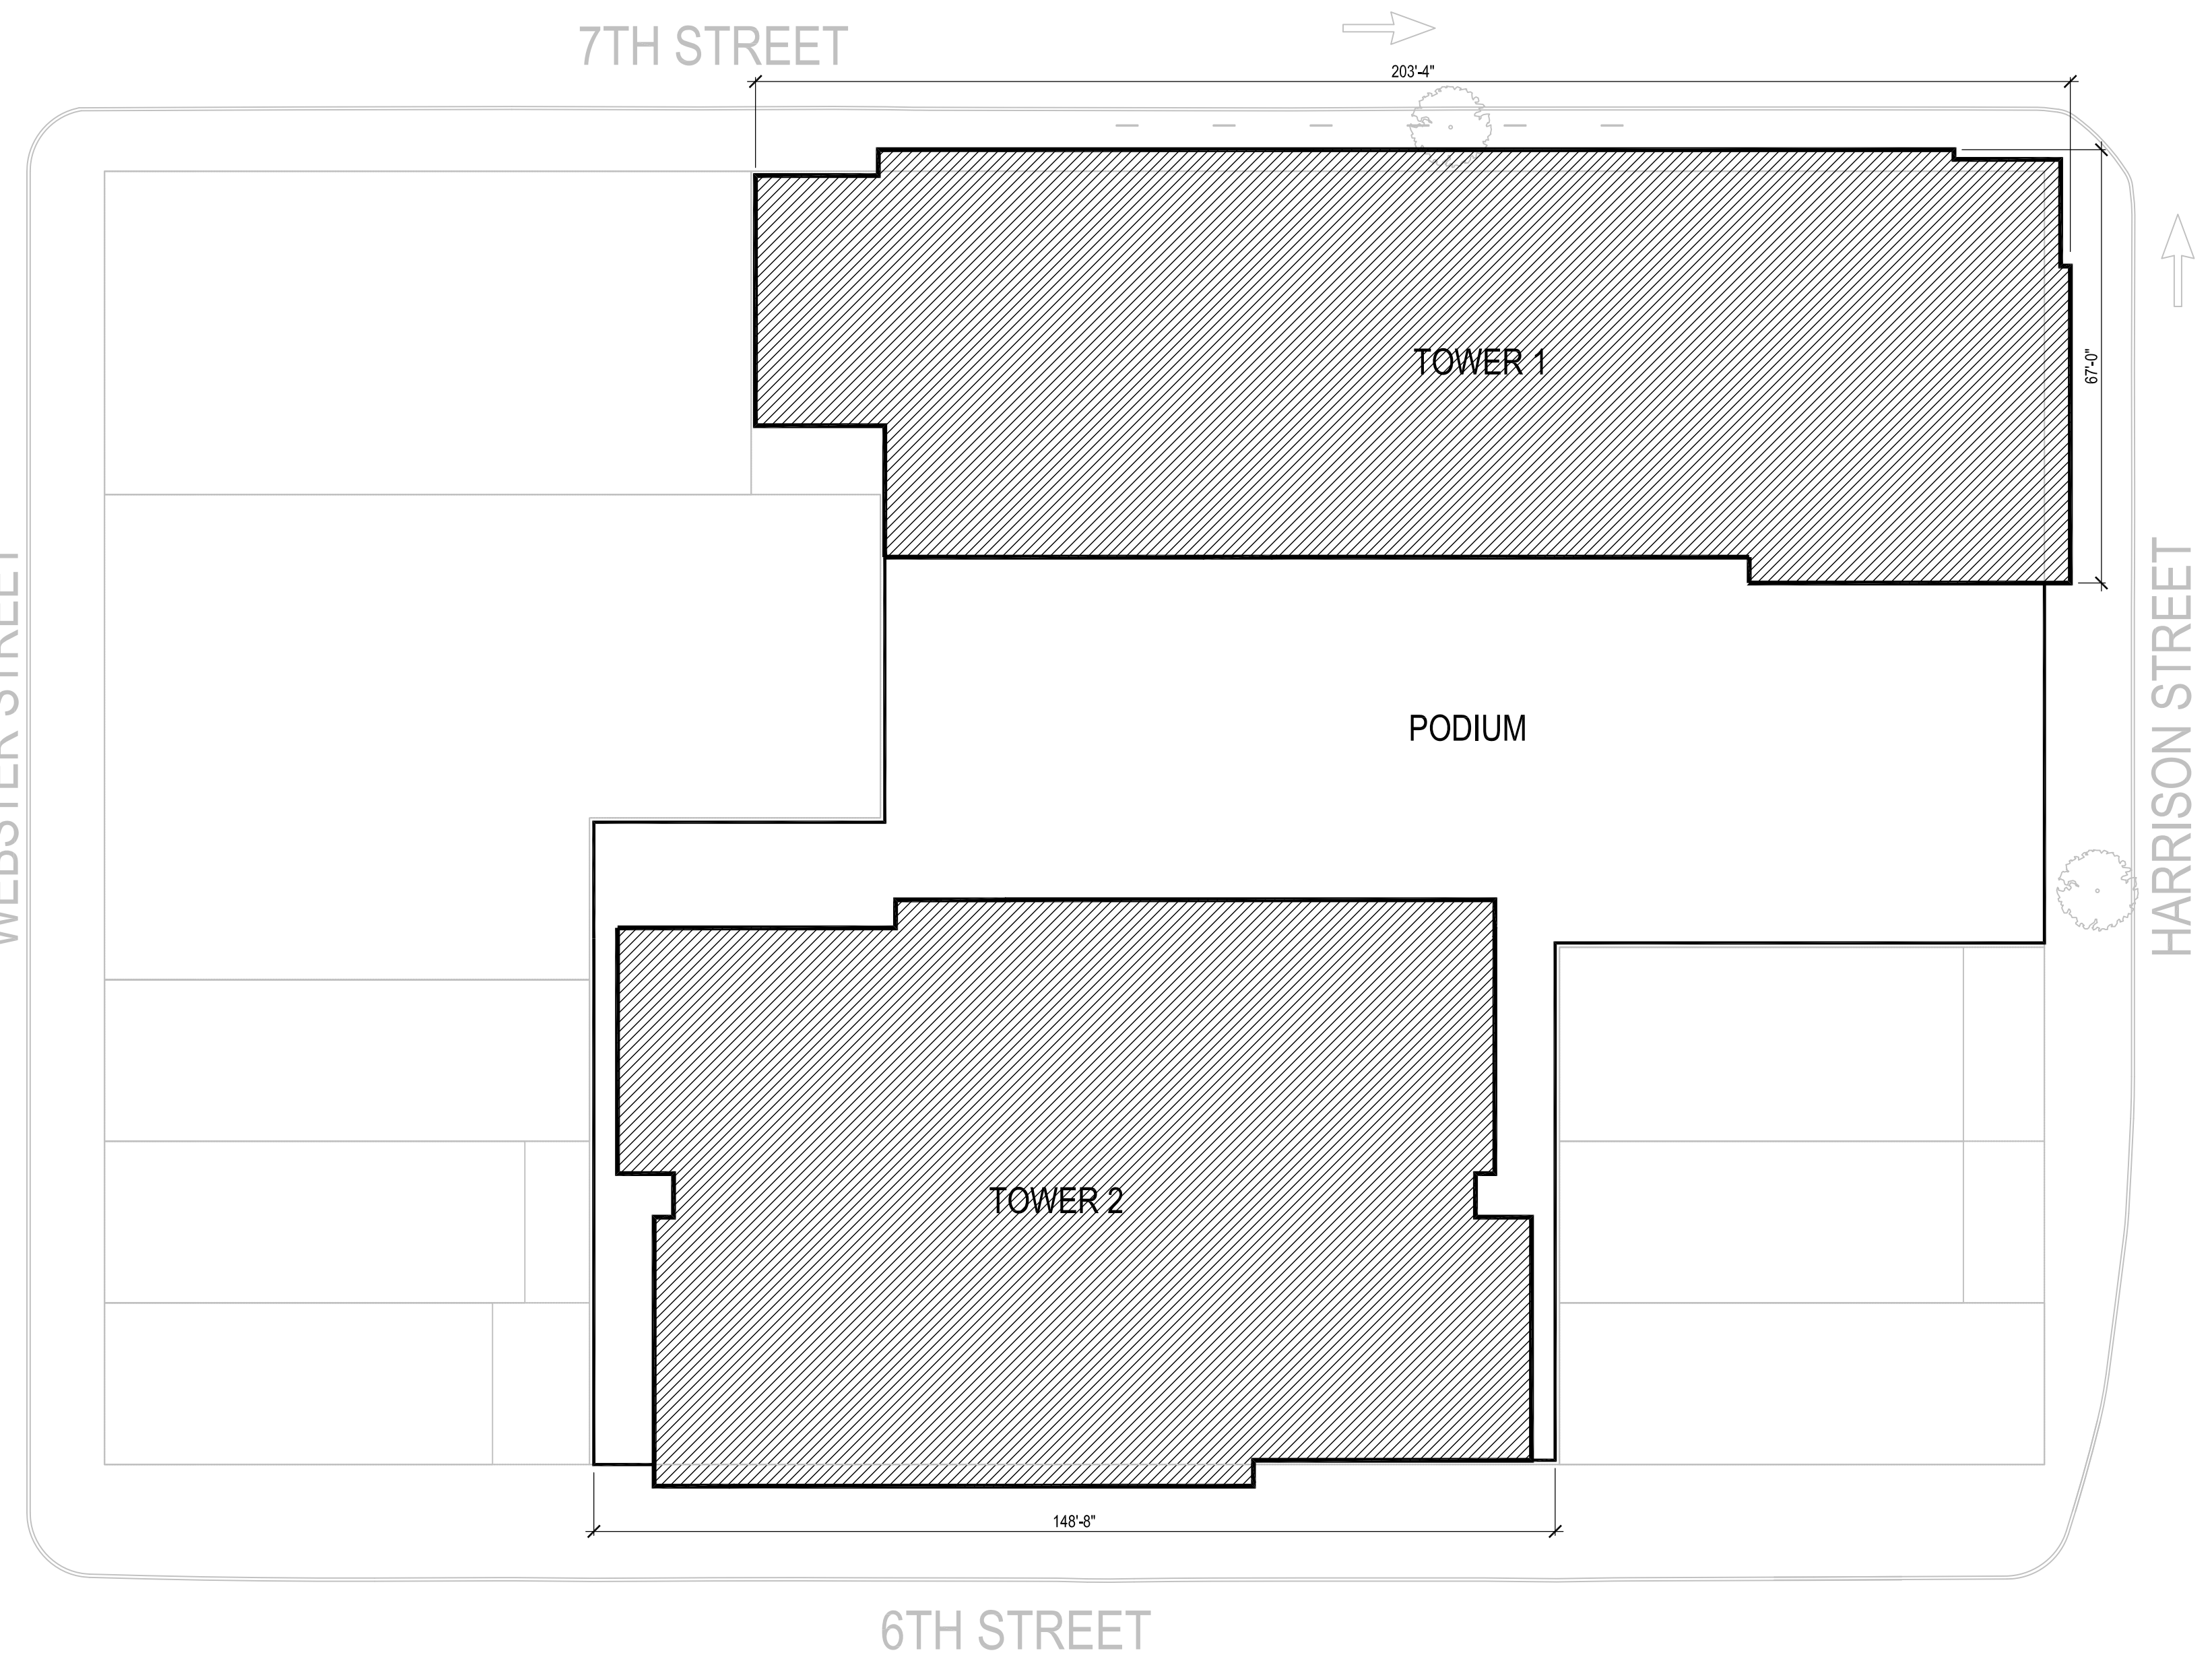 7TH STREET
203'-4"
TOWER 1
67'-0"
WEBSTER STREET
PODIUM
HARRISON STREET
TOWER 2
148'-8"
6TH STREET